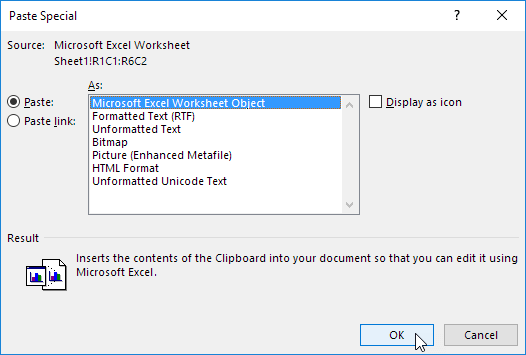 Paste Special
?
Source: Microsoft Excel Worksheet
Sheet1!R1C1:R6C2
As:
Paste:
Paste link:
Microsoft Excel Worksheet Object
Formatted Text (RTF)
Unformatted Text
Bitmap
Picture (Enhanced Metafile)
HTML Format
Unformatted Unicode Text
Display as icon
Result
Inserts the contents of the Clipboard into your document so that you can edit it using
Microsoft Excel.
OK
Cancel